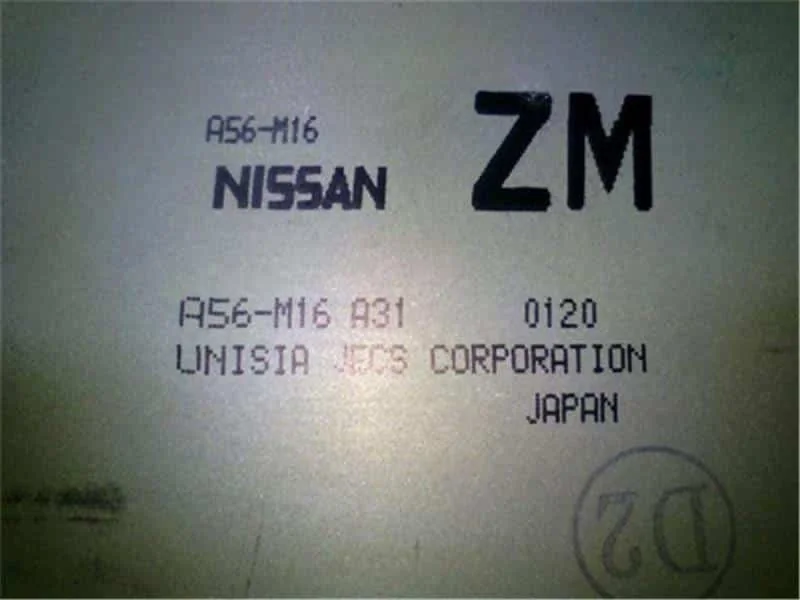 A56-M16
NISSAN
ZM
A56-M16 A31 0120
UNISIA JECS CORPORATION
JAPAN
D2